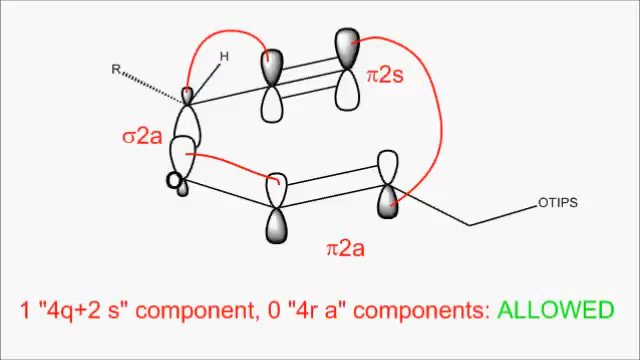 H
R
π2s
σ2a
O
OTIPS
π2a
1 "4q+2 s" component, 0 "4r a" components: ALLOWED